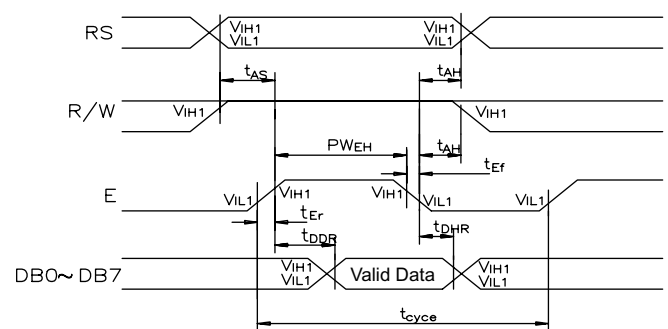 RS VIH1 VIL1 VIH1 VIL1
tAS tAH
R/W VIH1 VIH1
PWEH tAH
tEf
E VIL1 VIH1 VIH1 VIL1 VIL1
tEr
tDDR tDHR
DB0~DB7 VIH1 VIL1 Valid Data VIH1 VIL1
tcyce